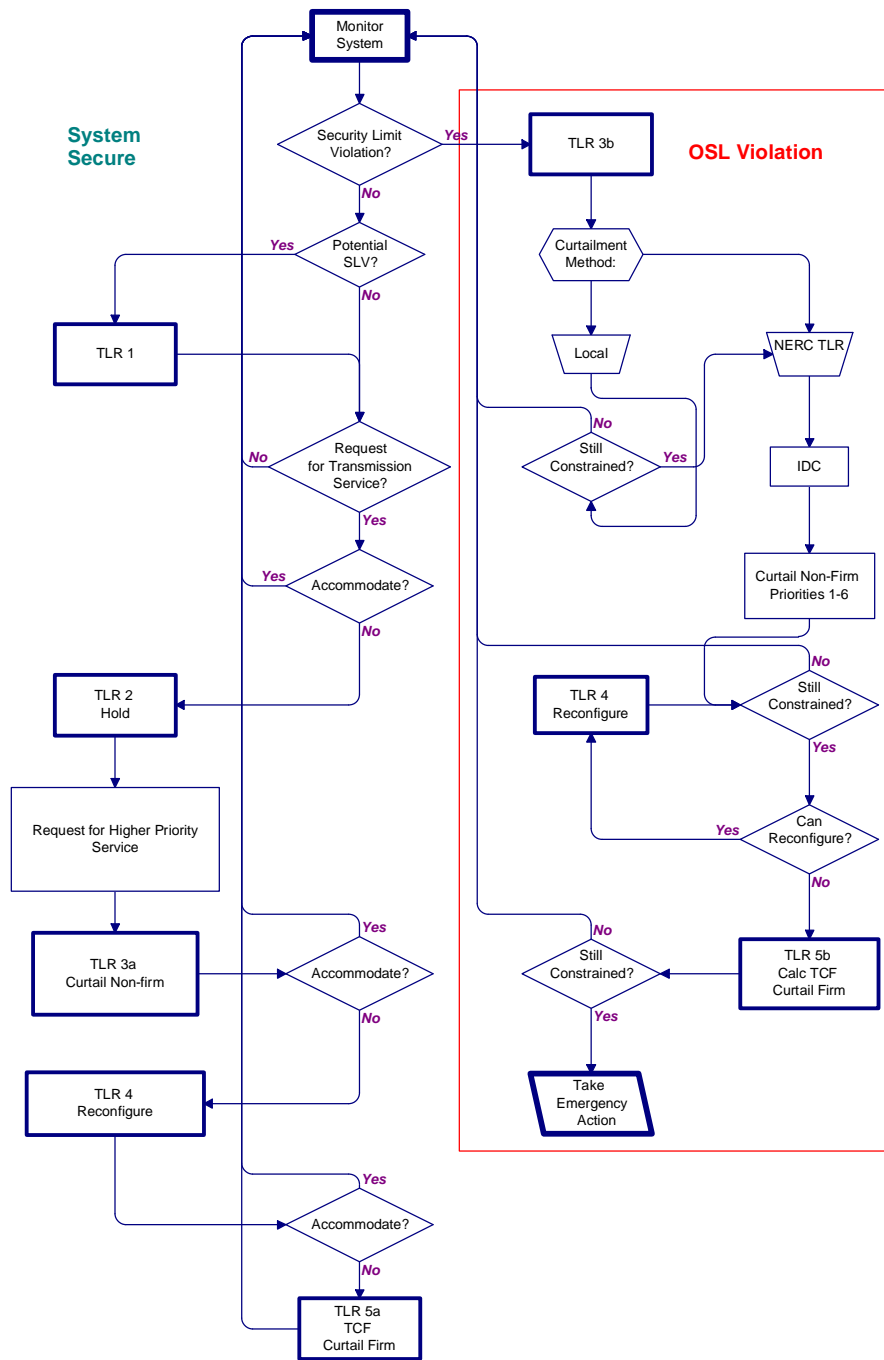 Monitor
System
System
Secure
Security Limit
Violation?
Yes
TLR 3b
OSL Violation
No
Yes
Potential
SLV?
Curtailment
Method:
No
TLR 1
Local
NERC TLR
No
Request
for Transmission
Service?
No
Still
Constrained?
Yes
IDC
Yes
Yes
Accommodate?
Curtail Non-Firm
Priorities 1-6
No
No
TLR 2
Hold
TLR 4
Reconfigure
Still
Constrained?
Yes
Request for Higher Priority
Service
Yes
Can
Reconfigure?
No
Yes
No
TLR 3a
Curtail Non-firm
Accommodate?
Still
Constrained?
TLR 5b
Calc TCF
Curtail Firm
No
Yes
TLR 4
Reconfigure
Take
Emergency
Action
Yes
Accommodate?
No
TLR 5a
TCF
Curtail Firm